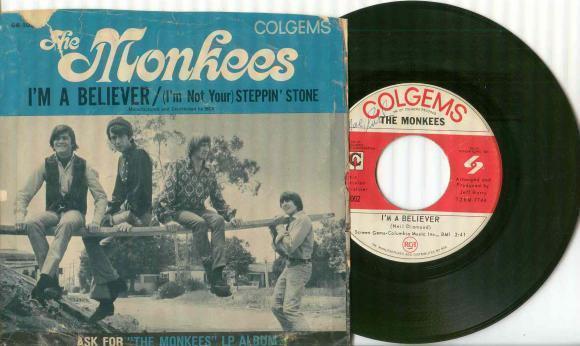 COLGEMS
The
Monkees
I'M A BELIEVER/(I'm Not Your) STEPPIN' STONE
Manufactured and Distributed by RCA
ASK FOR "THE MONKEES" LP ALBUM
COLGEMS
THE MONKEES
Arranged and
Produced by
Jeff Barry
TZKM-7746
I'M A BELIEVER
(Neil Diamond)
Screen Gems-Columbia Music Inc., BMI 2:41
RCA